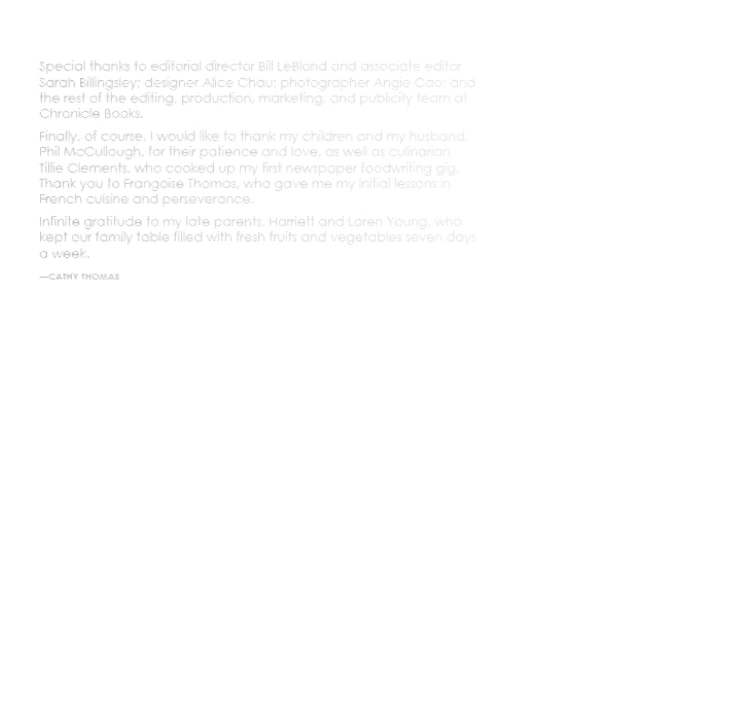 Special thanks to editorial director Bill LeBlond and associate editor
Sarah Billingsley; designer Alice Chau; photographer Angie Cao; and
the rest of the editing, production, marketing, and publicity team at
Chronicle Books.
Finally, of course, I would like to thank my children and my husband,
Phil McCullough, for their patience and love, as well as culinarian
Tillie Clements, who cooked up my first newspaper foodwriting gig.
Thank you to Françoise Thomas, who gave me my initial lessons in
French cuisine and perseverance.
Infinite gratitude to my late parents, Harriett and Loren Young, who
kept our family table filled with fresh fruits and vegetables seven days
a week.
—CATHY THOMAS